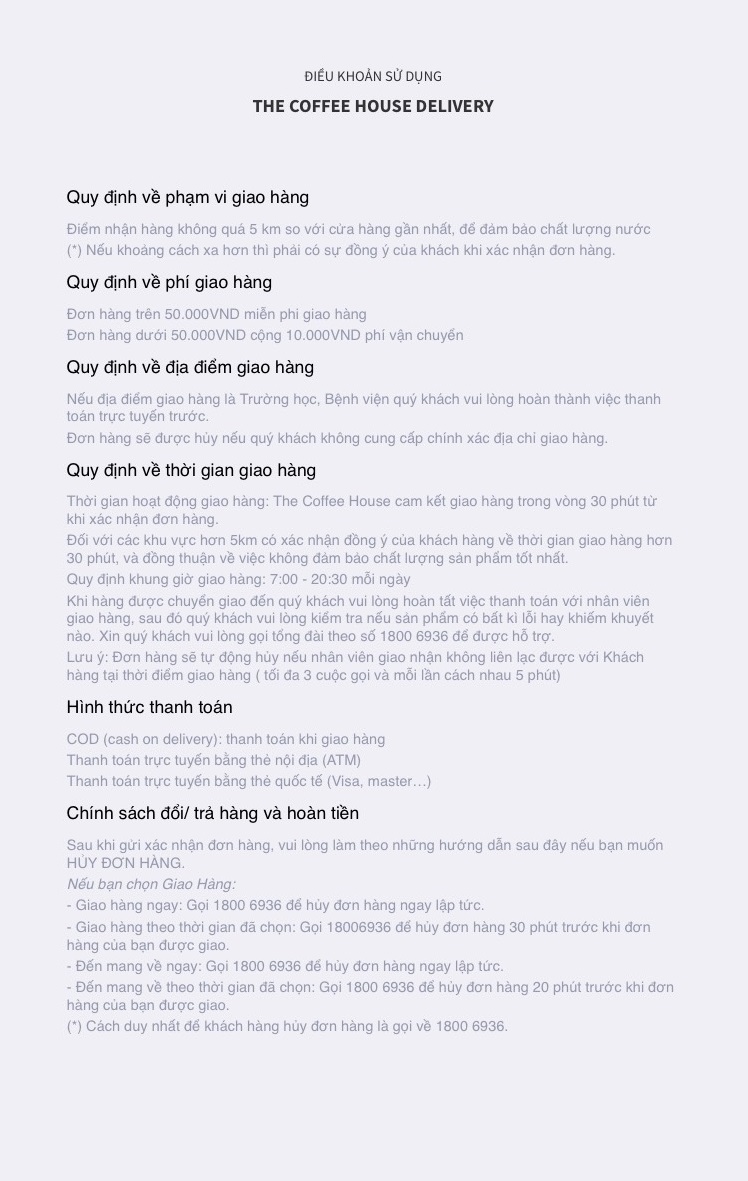 ĐIỀU KHOẢN SỬ DỤNG
THE COFFEE HOUSE DELIVERY
Quy định về phạm vi giao hàng
Điểm nhận hàng không quá 5 km so với cửa hàng gần nhất, để đảm bảo chất lượng nước
(*) Nếu khoảng cách xa hơn thì phải có sự đồng ý của khách khi xác nhận đơn hàng.
Quy định về phí giao hàng
Đơn hàng trên 50.000VND miễn phi giao hàng
Đơn hàng dưới 50.000VND cộng 10.000VND phí vận chuyển
Quy định về địa điểm giao hàng
Nếu địa điểm giao hàng là Trường học, Bệnh viện quý khách vui lòng hoàn thành việc thanh
toán trực tuyến trước.
Đơn hàng sẽ được hủy nếu quý khách không cung cấp chính xác địa chỉ giao hàng.
Quy định về thời gian giao hàng
Thời gian hoạt động giao hàng: The Coffee House cam kết giao hàng trong vòng 30 phút từ
khi xác nhận đơn hàng.
Đối với các khu vực hơn 5km có xác nhận đồng ý của khách hàng về thời gian giao hàng hơn
30 phút, và đồng thuận về việc không đảm bảo chất lượng sản phẩm tốt nhất.
Quy định khung giờ giao hàng: 7:00 - 20:30 mỗi ngày
Khi hàng được chuyển giao đến quý khách vui lòng hoàn tất việc thanh toán với nhân viên
giao hàng, sau đó quý khách vui lòng kiểm tra nếu sản phẩm có bất kì lỗi hay khiếm khuyết
nào. Xin quý khách vui lòng gọi tổng đài theo số 1800 6936 để được hỗ trợ.
Lưu ý: Đơn hàng sẽ tự động hủy nếu nhân viên giao nhận không liên lạc được với Khách
hàng tại thời điểm giao hàng ( tối đa 3 cuộc gọi và mỗi lần cách nhau 5 phút)
Hình thức thanh toán
COD (cash on delivery): thanh toán khi giao hàng
Thanh toán trực tuyến bằng thẻ nội địa (ATM)
Thanh toán trực tuyến bằng thẻ quốc tế (Visa, master…)
Chính sách đổi/ trả hàng và hoàn tiền
Sau khi gửi xác nhận đơn hàng, vui lòng làm theo những hướng dẫn sau đây nếu bạn muốn
HỦY ĐƠN HÀNG.
Nếu bạn chọn Giao Hàng:
- Giao hàng ngay: Gọi 1800 6936 để hủy đơn hàng ngay lập tức.
- Giao hàng theo thời gian đã chọn: Gọi 18006936 để hủy đơn hàng 30 phút trước khi đơn
hàng của bạn được giao.
- Đến mang về ngay: Gọi 1800 6936 để hủy đơn hàng ngay lập tức.
- Đến mang về theo thời gian đã chọn: Gọi 1800 6936 để hủy đơn hàng 20 phút trước khi đơn
hàng của bạn được giao.
(*) Cách duy nhất để khách hàng hủy đơn hàng là gọi về 1800 6936.